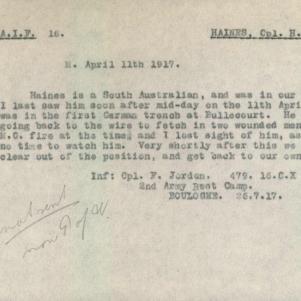 A.I.F. 16. HAINES, Cpl. H.
M. April 11th 1917.
Haines is a South Australian, and was in our
I last saw him soon after mid-day on the 11th April
was in the first German trench at Bullecourt. He
going back to the wire to fetch in two wounded men
M.G. fire at the time; and I lost sight of him, as
no time to watch him. Very shortly after this we
clear out of the position, and get back to our own
Inf: Cpl. F. Jordon. 479. 16.C.X
2nd Army Rest Camp.
BOULOGNE. 26.7.17.